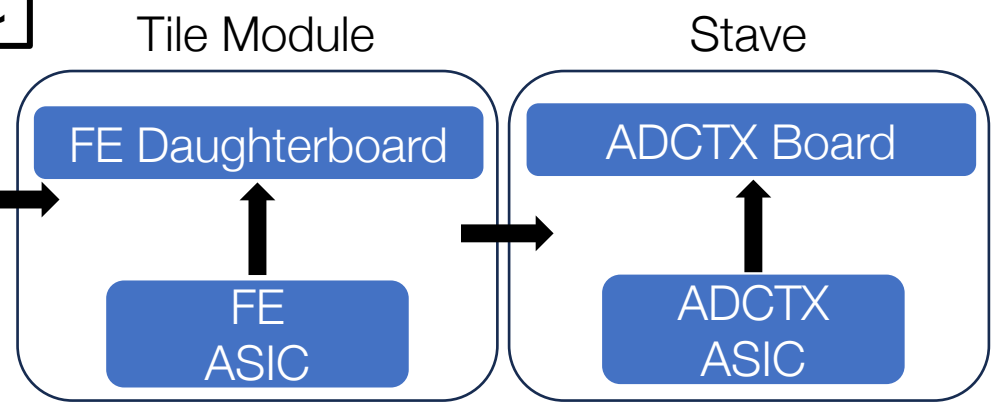 Tile Module
Stave
FE Daughterboard
ADCTX Board
FE
ASIC
ADCTX
ASIC